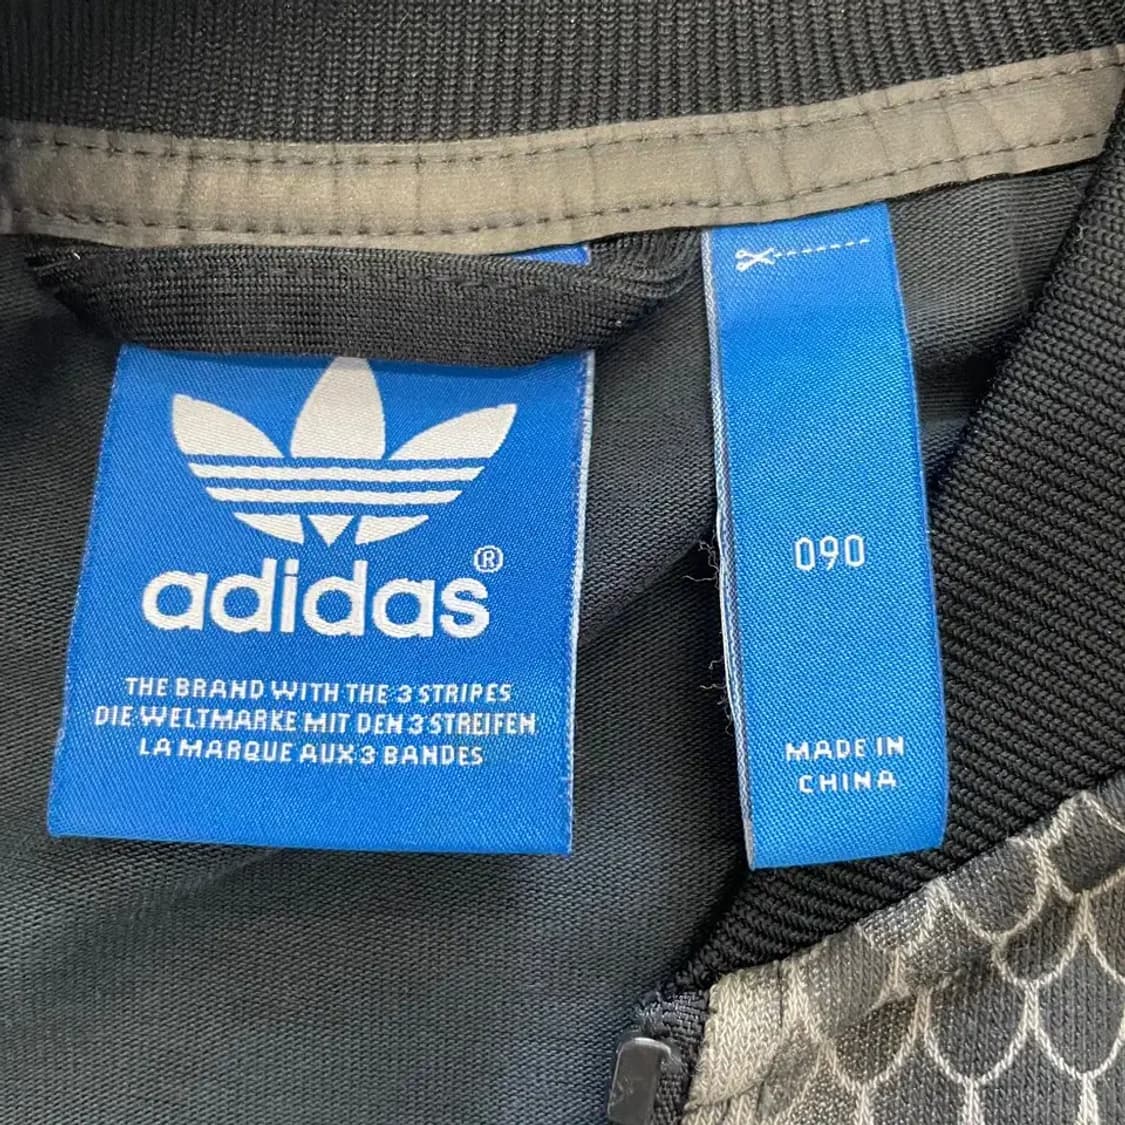 adidas®
THE BRAND WITH THE 3 STRIPES
DIE WELTMARKE MIT DEN 3 STREIFEN
LA MARQUE AUX 3 BANDES
090
MADE IN
CHINA